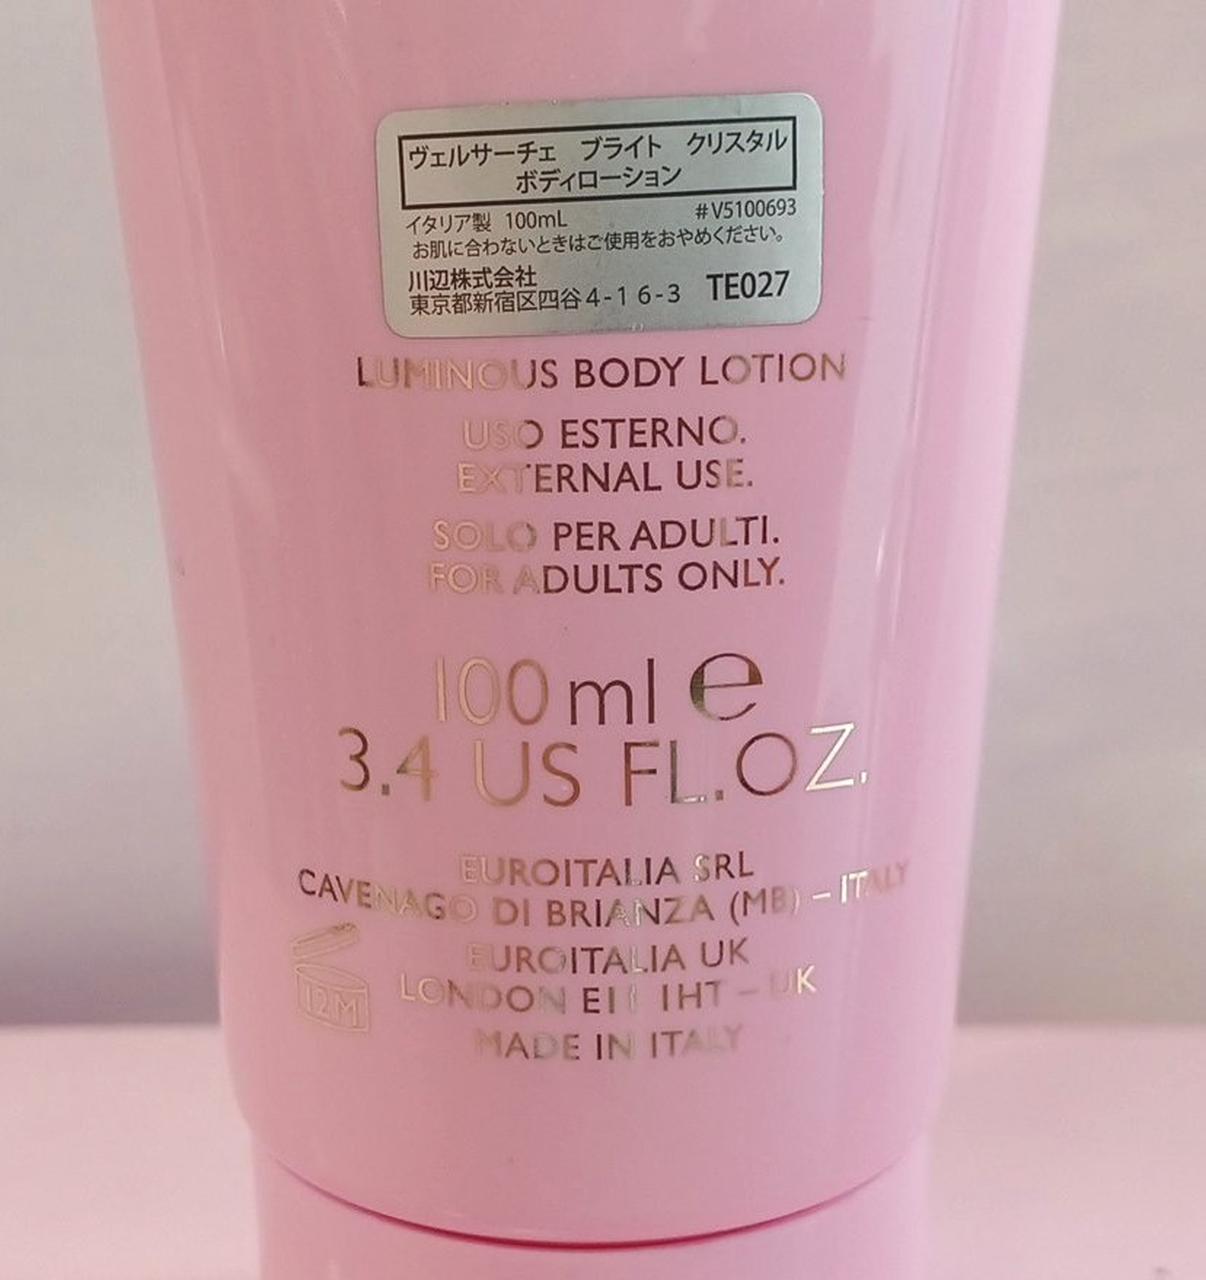 ヴェルサーチェ ブライト クリスタル
ボディローション
イタリア製 100mL #V5100693
お肌に合わないときはご使用をおやめください。
川辺株式会社
東京都新宿区四谷4-16-3 TE027
LUMINOUS BODY LOTION
USO ESTERNO.
EXTERNAL USE.
SOLO PER ADULTI.
FOR ADULTS ONLY.
100 ml e
3.4 US FL.OZ.
EUROITALIA SRL
CAVENAGO DI BRIANZA (MB) – ITALY
EUROITALIA UK
LONDON E1 1HT – UK
12M
MADE IN ITALY